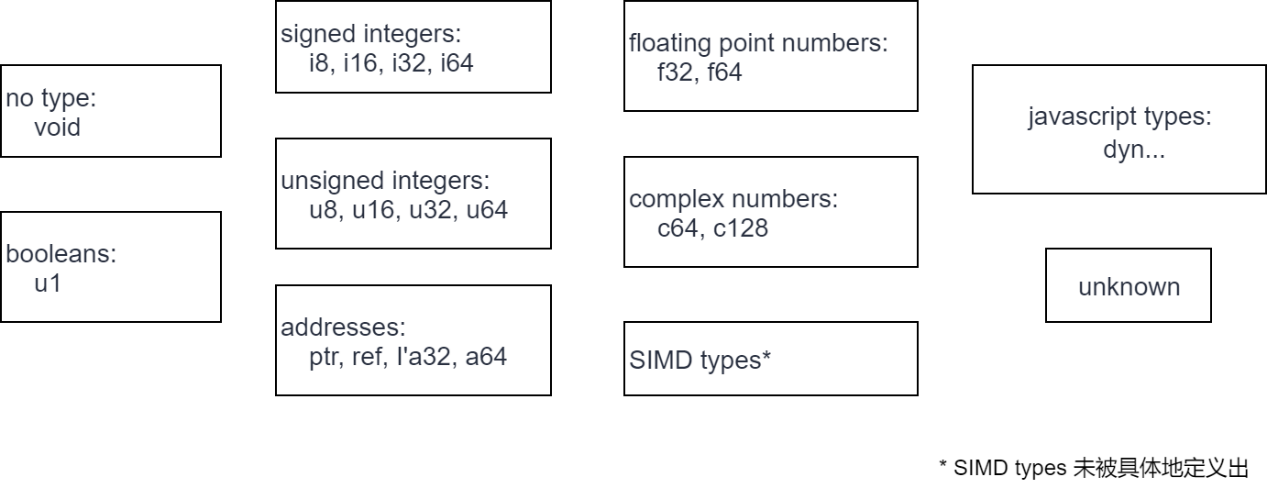 no type:
void
booleans:
u1
signed integers:
i8, i16, i32, i64
unsigned integers:
u8, u16, u32, u64
addresses:
ptr, ref, I'a32, a64
floating point numbers:
f32, f64
complex numbers:
c64, c128
SIMD types*
javascript types:
dyn...
unknown
* SIMD types 未被具体地定义出